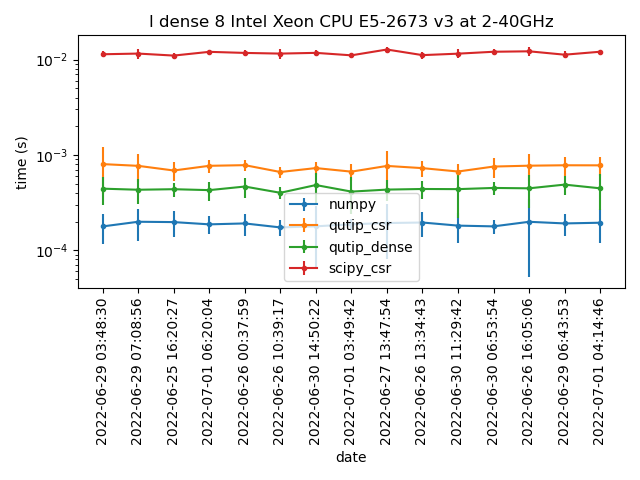 I dense 8 Intel Xeon CPU E5-2673 v3 at 2-40GHz
time (s)
10^-2
10^-3
10^-4
numpy
qutip_csr
qutip_dense
scipy_csr
2022-06-29 03:48:30
2022-06-29 07:08:56
2022-06-25 16:20:27
2022-07-01 06:20:04
2022-06-26 00:37:59
2022-06-26 10:39:17
2022-06-30 14:50:22
2022-07-01 03:49:42
2022-06-27 13:47:54
2022-06-26 13:34:43
2022-06-30 11:29:42
2022-06-30 06:53:54
2022-06-26 16:05:06
2022-06-29 06:43:53
2022-07-01 04:14:46
date